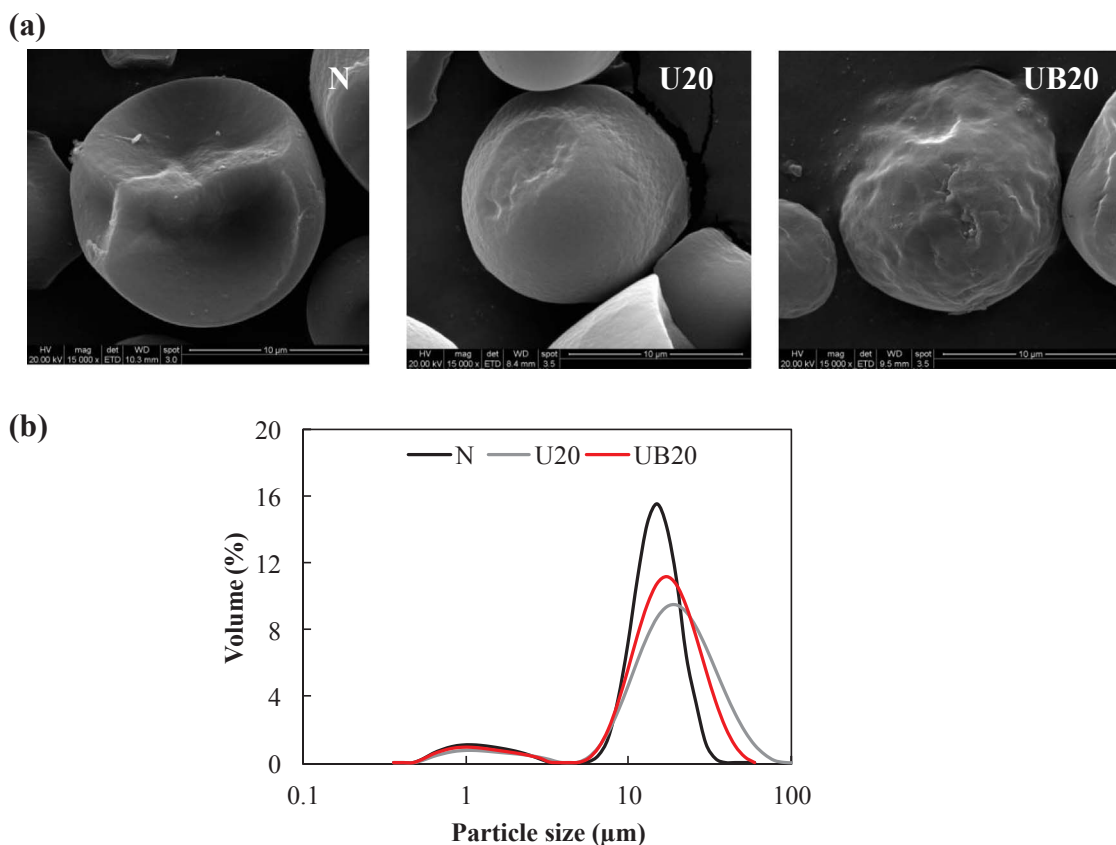 (a)
N
U20
UB20
HV mag det WD spot
20.00 kV 15 000 x ETD 10.3 mm 3.0 10 µm
HV mag det WD spot
20.00 kV 15 000 x ETD 8.4 mm 3.5 10 µm
HV mag det WD spot
20.00 kV 15 000 x ETD 9.5 mm 3.5 10 µm
(b)
20
16
12
8
4
0
N U20 UB20
Volume (%)
0.1 1 10 100
Particle size (µm)